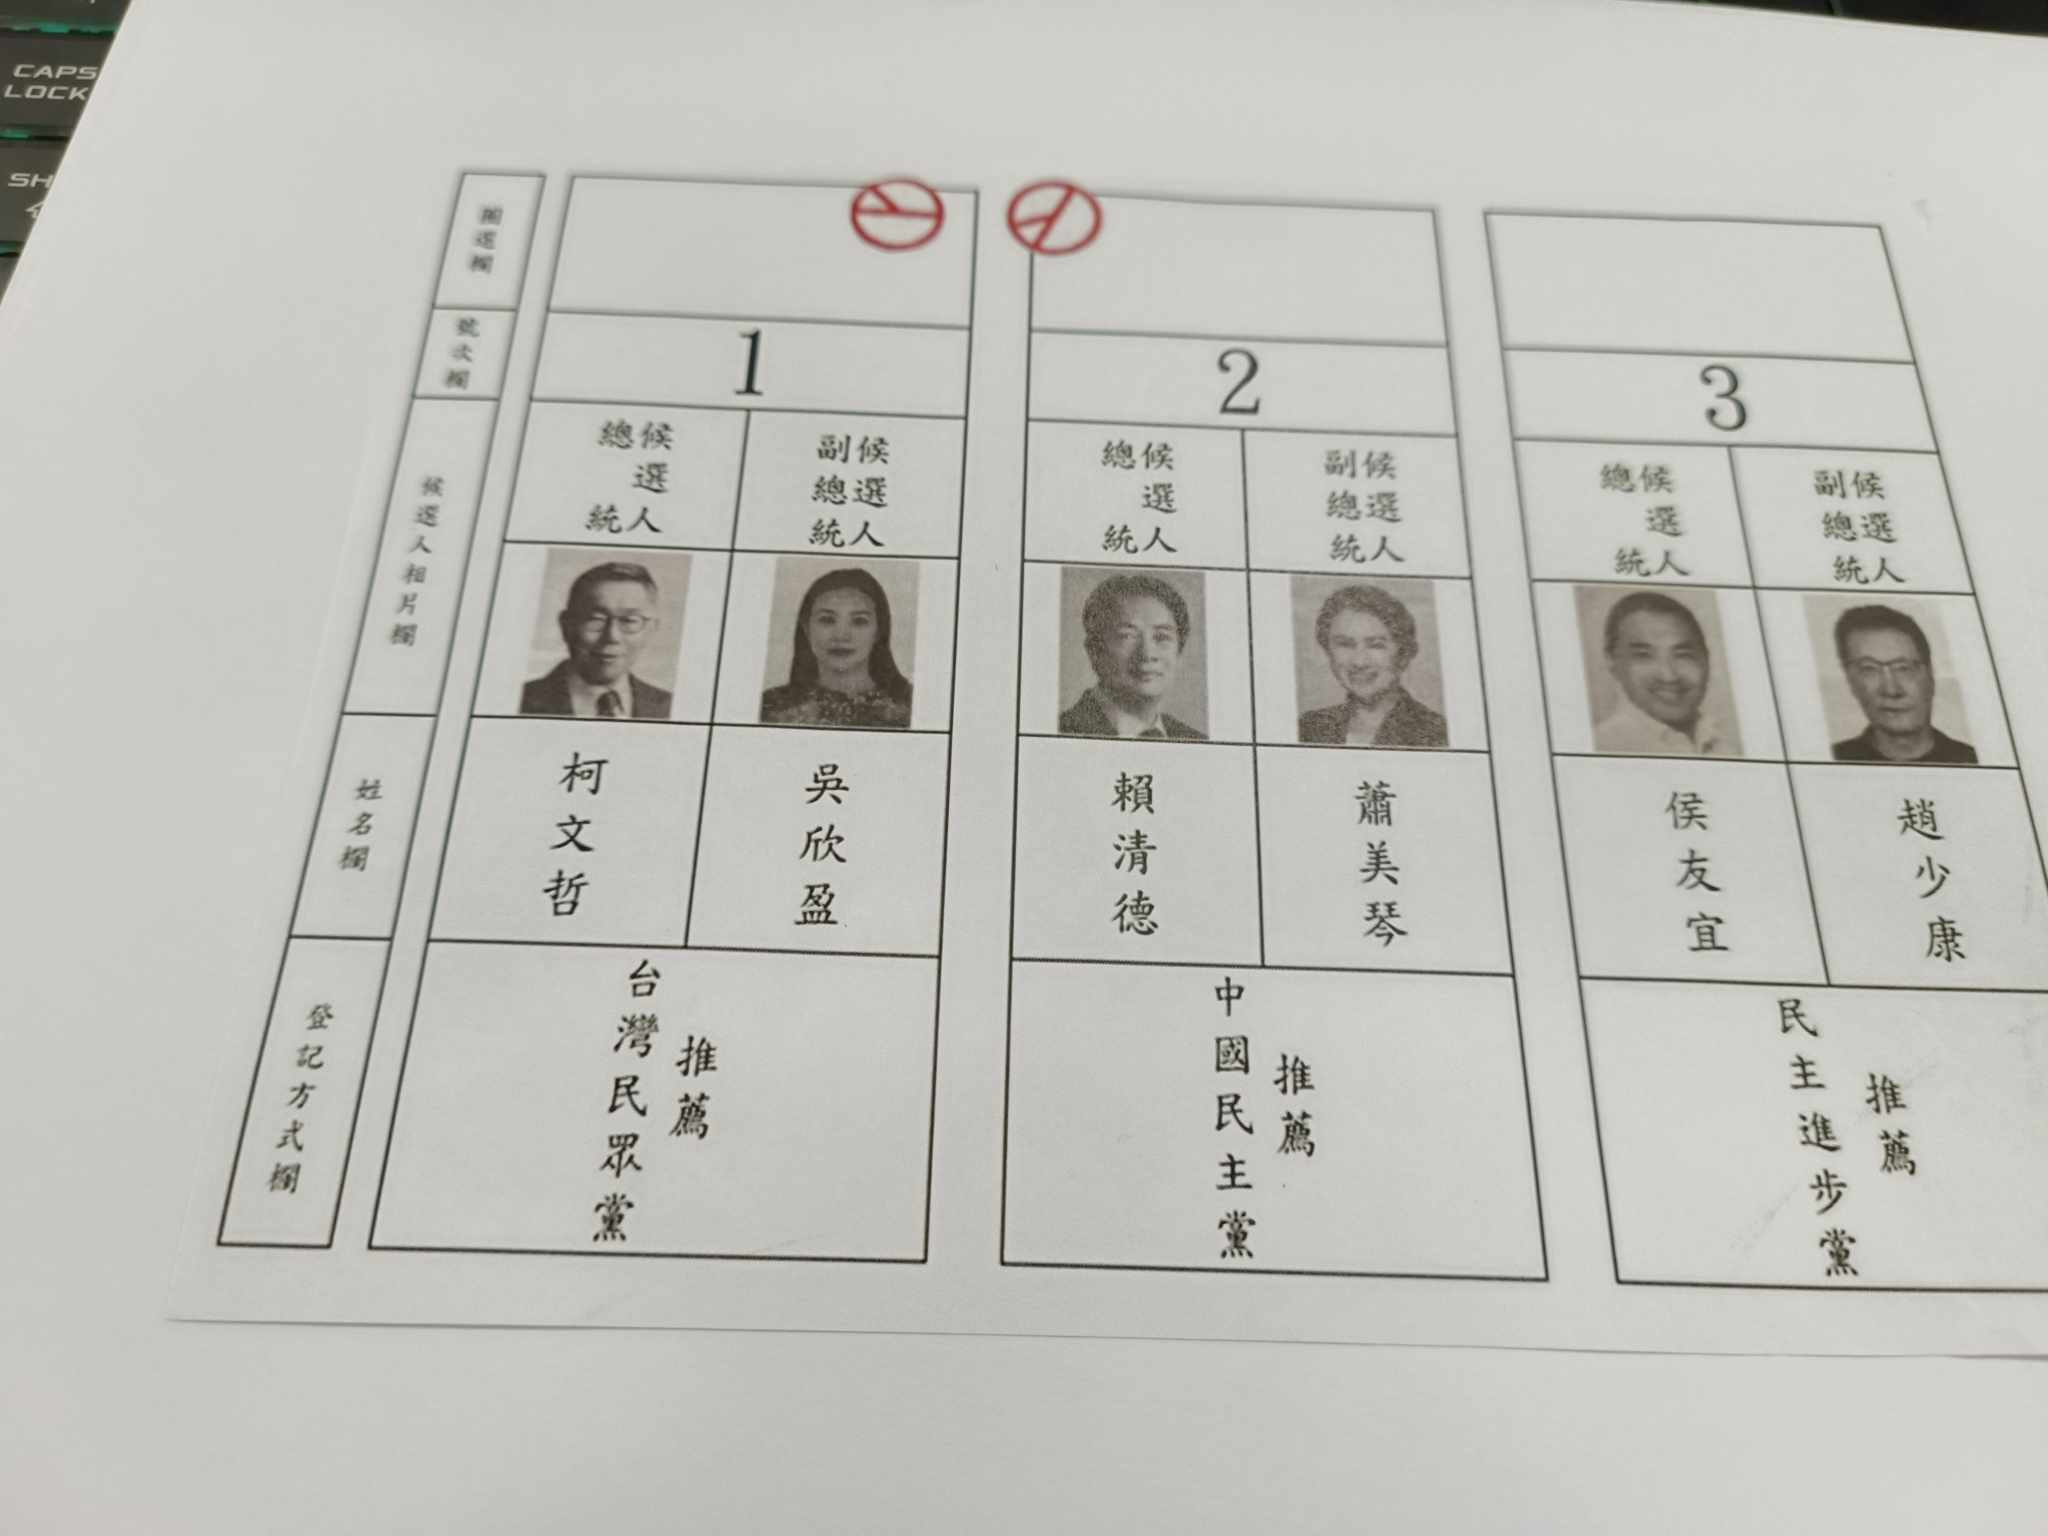 CAPS
LOCK
SH
圈選欄
1
2
3
號次欄
總統候選人
副總統候選人
總統候選人
副總統候選人
總統候選人
副總統候選人
候選人相片欄
姓名欄
柯文哲
吳欣盈
賴清德
蕭美琴
侯友宜
趙少康
登記方式欄
台灣民眾黨
推薦
中國民主黨
推薦
民主進步黨
推薦